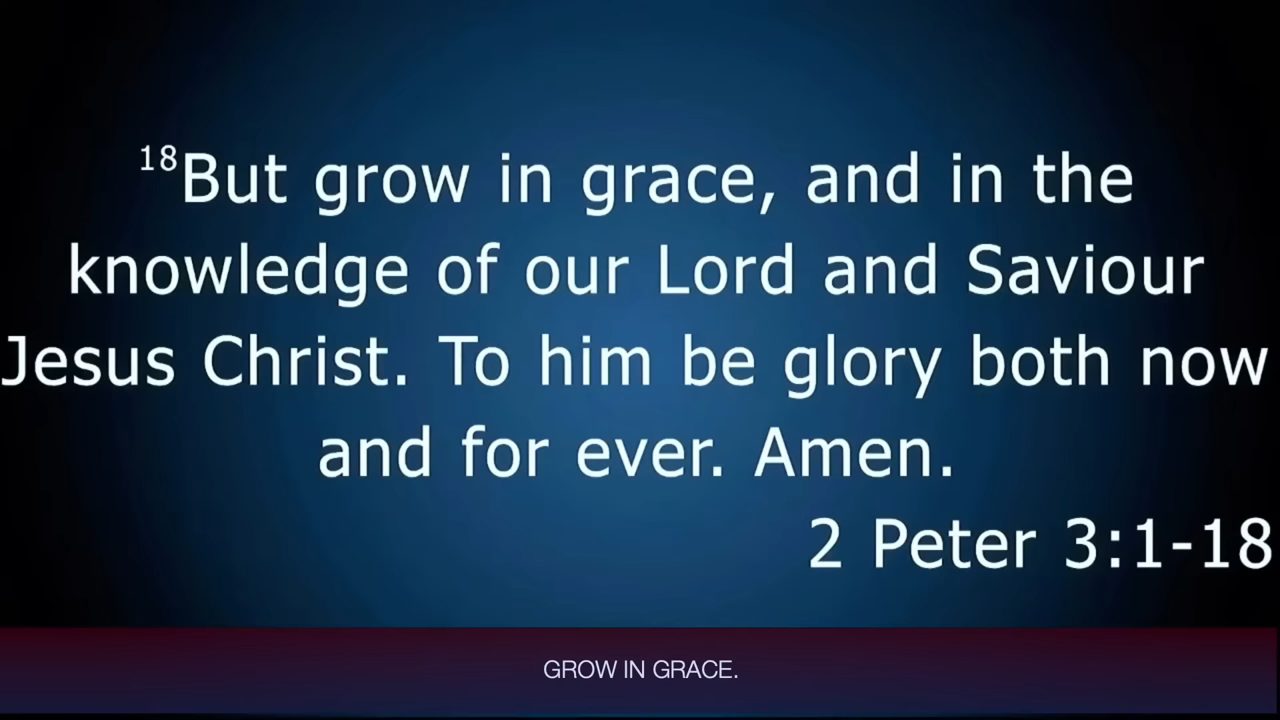 18But grow in grace, and in the
knowledge of our Lord and Saviour
Jesus Christ. To him be glory both now
and for ever. Amen.
2 Peter 3:1-18
GROW IN GRACE.